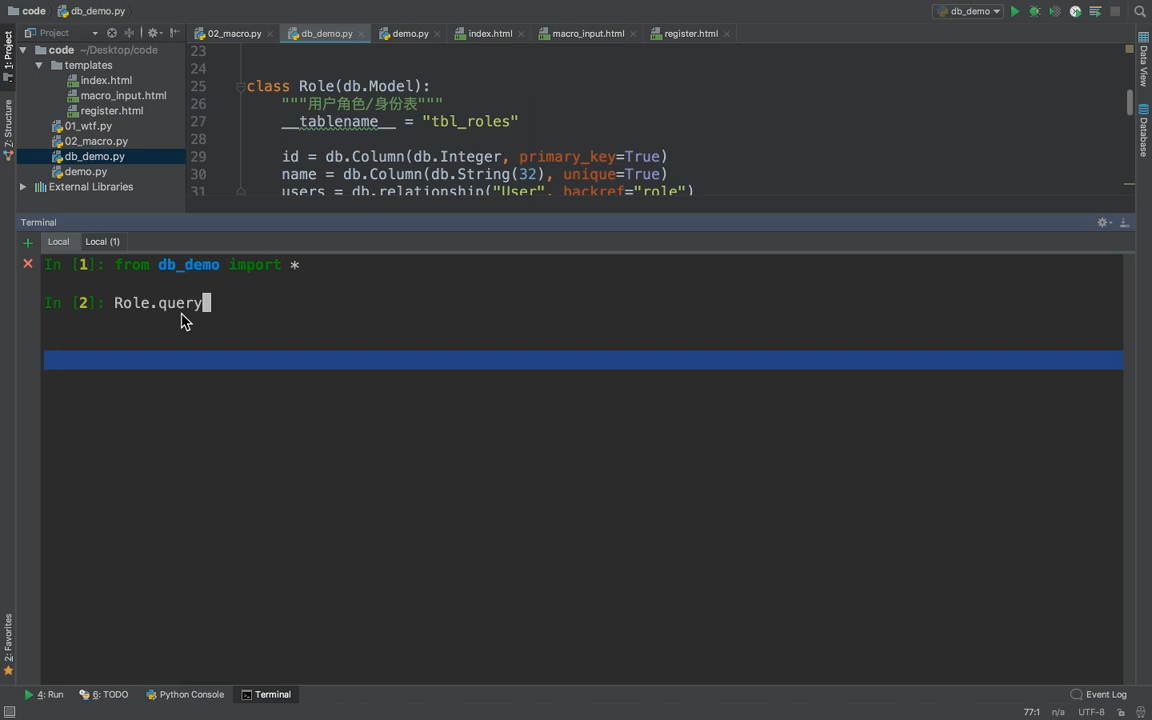 code
db_demo.py
db_demo
Project
02_macro.py
db_demo.py
demo.py
index.html
macro_input.html
register.html
1: Project
Z: Structure
2: Favorites
Data View
Database
code ~/Desktop/code
templates
index.html
macro_input.html
register.html
01_wtf.py
02_macro.py
db_demo.py
demo.py
External Libraries
23
24
25 class Role(db.Model):
26 """用户角色/身份表"""
27 __tablename__ = "tbl_roles"
28
29 id = db.Column(db.Integer, primary_key=True)
30 name = db.Column(db.String(32), unique=True)
31 users = db.relationship("User", backref="role")
Terminal
Local
Local (1)
In [1]: from db_demo import *
In [2]: Role.query
4: Run
6: TODO
Python Console
Terminal
Event Log
77:1
n/a
UTF-8